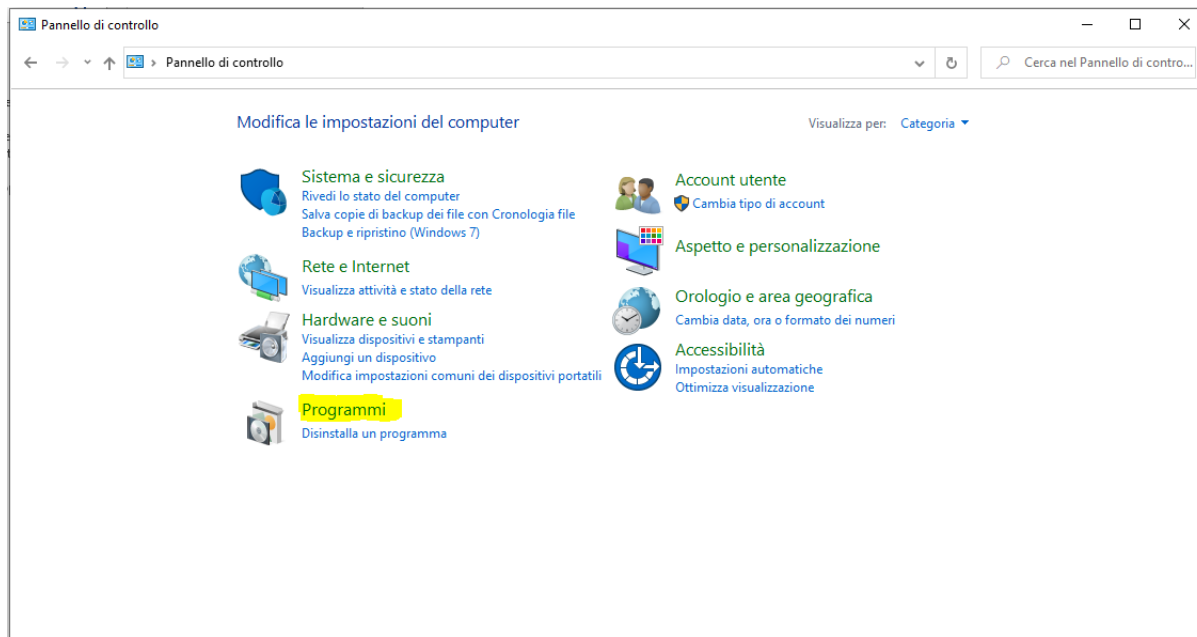 Pannello di controllo
Pannello di controllo
Cerca nel Pannello di contro...
Modifica le impostazioni del computer
Visualizza per: Categoria
Sistema e sicurezza
Rivedi lo stato del computer
Salva copie di backup dei file con Cronologia file
Backup e ripristino (Windows 7)
Rete e Internet
Visualizza attività e stato della rete
Hardware e suoni
Visualizza dispositivi e stampanti
Aggiungi un dispositivo
Modifica impostazioni comuni dei dispositivi portatili
Programmi
Disinstalla un programma
Account utente
Cambia tipo di account
Aspetto e personalizzazione
Orologio e area geografica
Cambia data, ora o formato dei numeri
Accessibilità
Impostazioni automatiche
Ottimizza visualizzazione